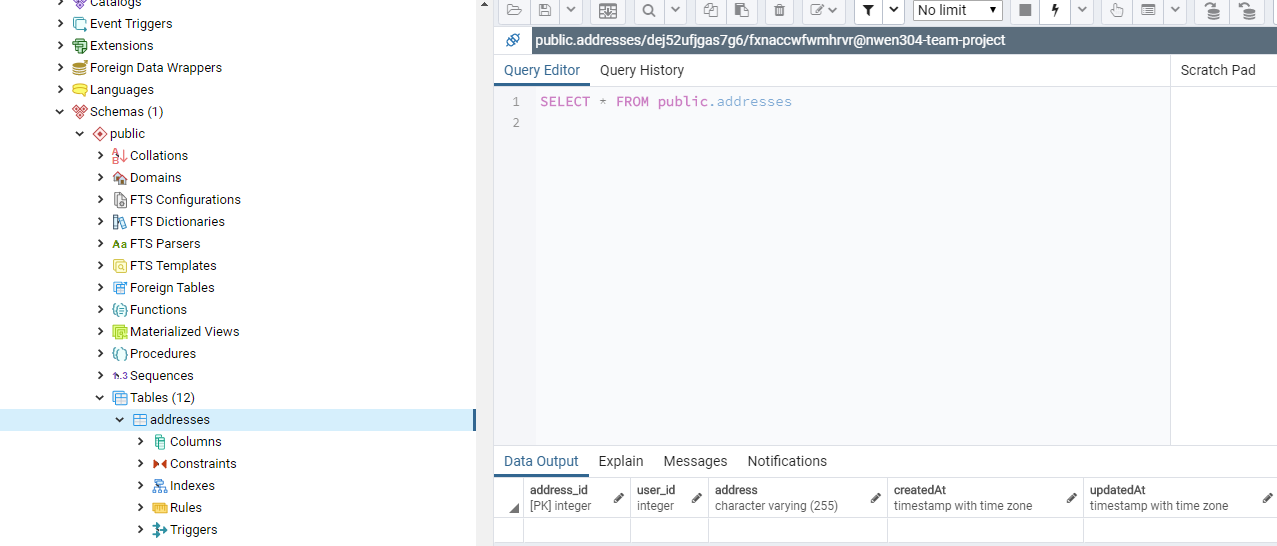 Catalogs
Event Triggers
Extensions
Foreign Data Wrappers
Languages
Schemas (1)
public
Collations
Domains
FTS Configurations
FTS Dictionaries
Aa FTS Parsers
FTS Templates
Foreign Tables
Functions
Materialized Views
Procedures
1..3 Sequences
Tables (12)
addresses
Columns
Constraints
Indexes
Rules
Triggers
No limit
public.addresses/dej52ufjgas7g6/fxnaccwfwmhrvr@nwen304-team-project
Query Editor Query History Scratch Pad
1 SELECT * FROM public.addresses
2
Data Output Explain Messages Notifications
address_id user_id address createdAt updatedAt
[PK] integer integer character varying (255) timestamp with time zone timestamp with time zone